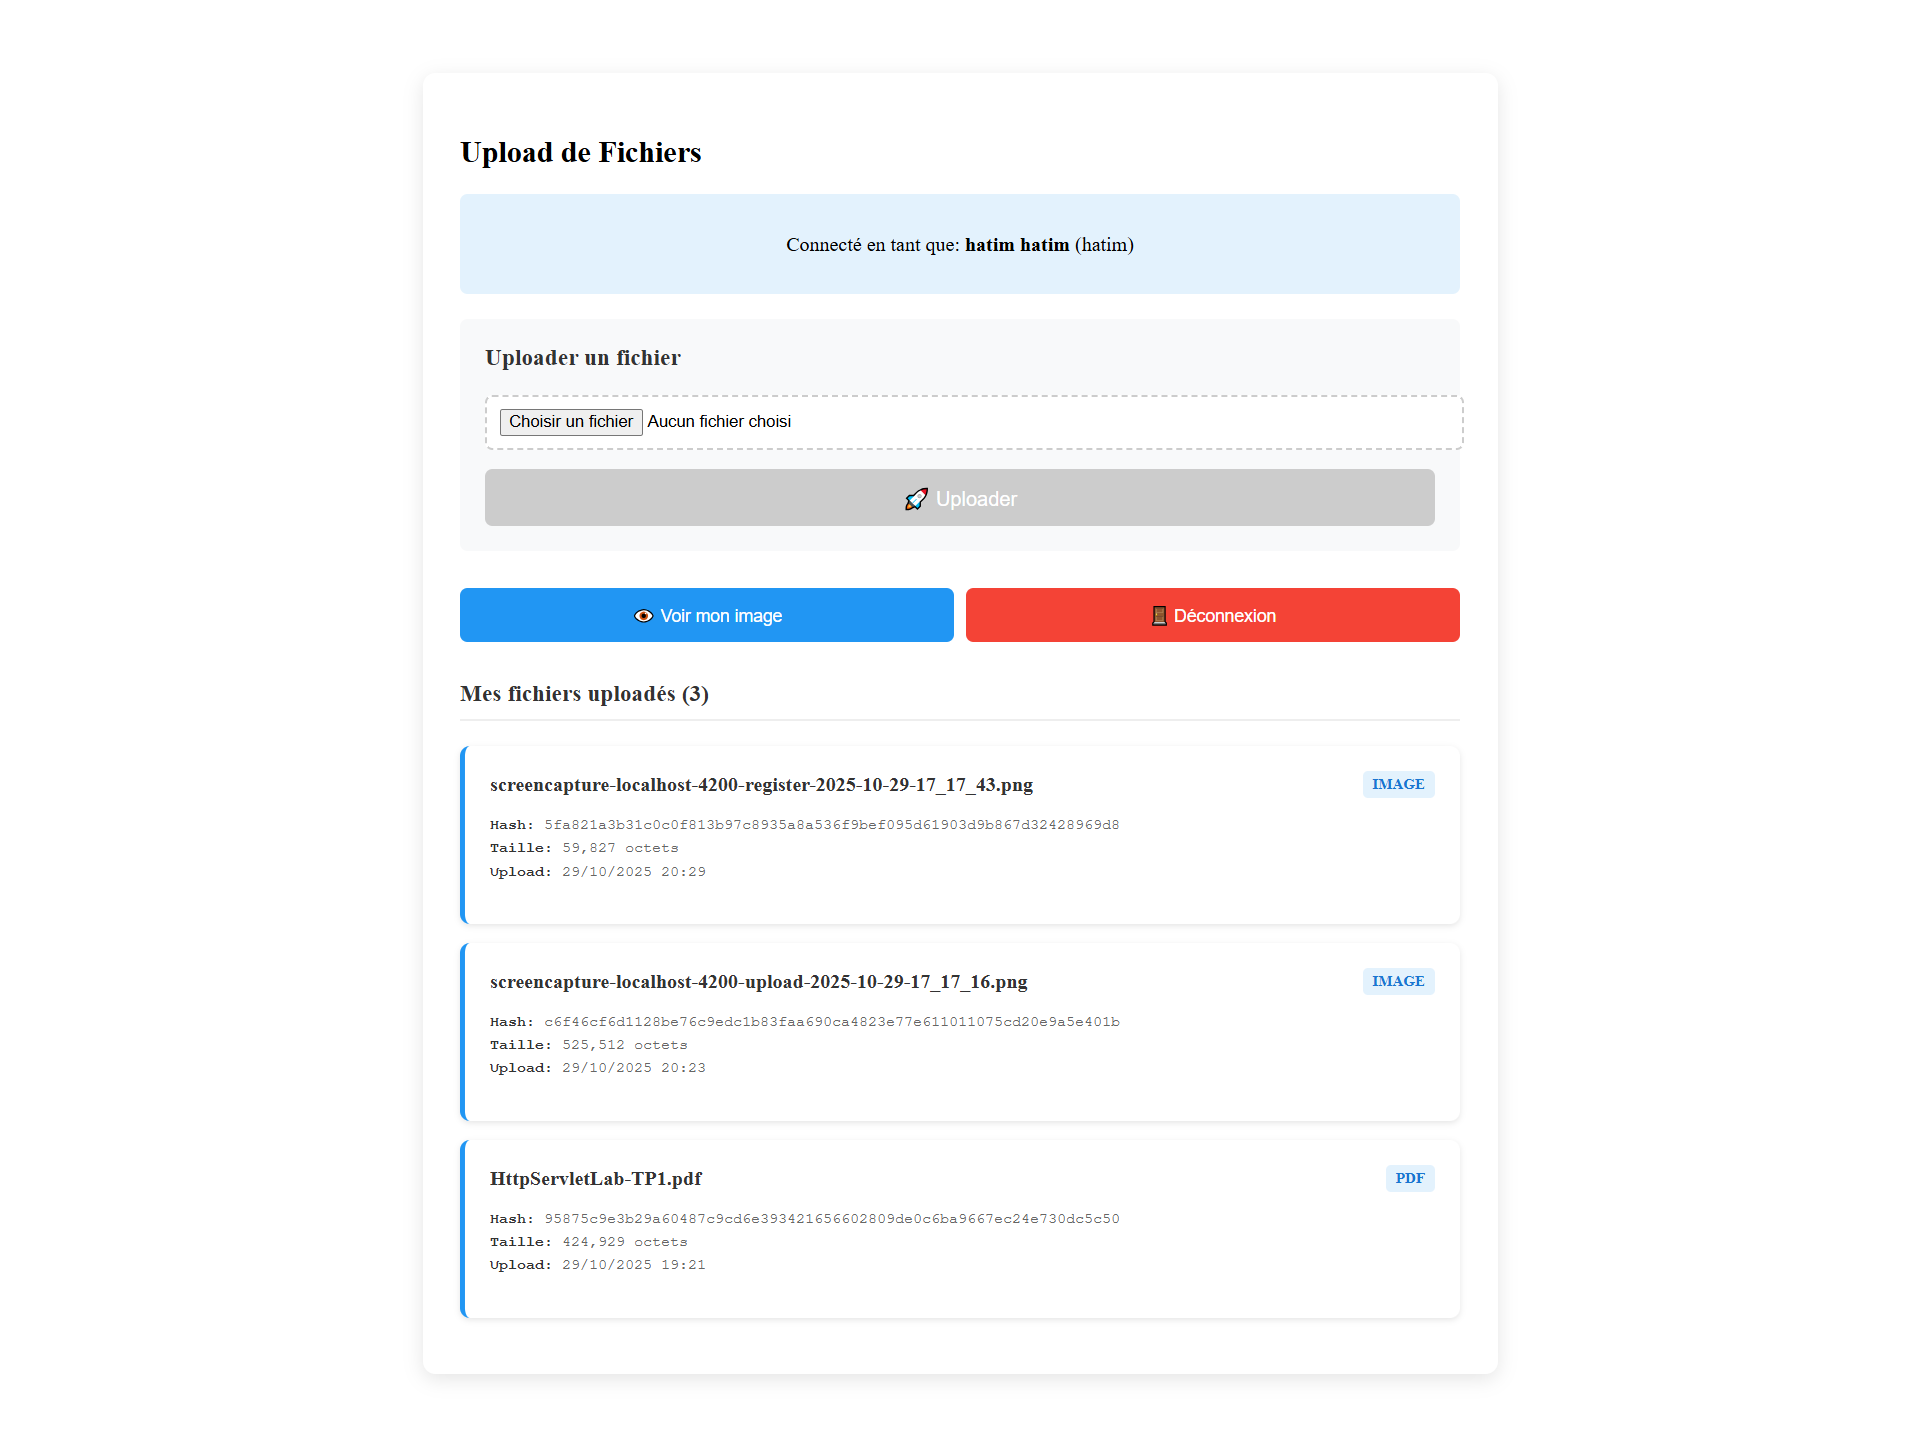 Upload de Fichiers
Connecté en tant que: hatim hatim (hatim)
Uploader un fichier
Choisir un fichier Aucun fichier choisi
🚀 Uploader
👁️ Voir mon image
🚪 Déconnexion
Mes fichiers uploadés (3)
screencapture-localhost-4200-register-2025-10-29-17_17_43.png IMAGE
Hash: 5fa821a3b31c0c0f813b97c8935a8a536f9bef095d61903d9b867d32428969d8
Taille: 59,827 octets
Upload: 29/10/2025 20:29
screencapture-localhost-4200-upload-2025-10-29-17_17_16.png IMAGE
Hash: c6f46cf6d1128be76c9edc1b83faa690ca4823e77e611011075cd20e9a5e401b
Taille: 525,512 octets
Upload: 29/10/2025 20:23
HttpServletLab-TP1.pdf PDF
Hash: 95875c9e3b29a60487c9cd6e393421656602809de0c6ba9667ec24e730dc5c50
Taille: 424,929 octets
Upload: 29/10/2025 19:21